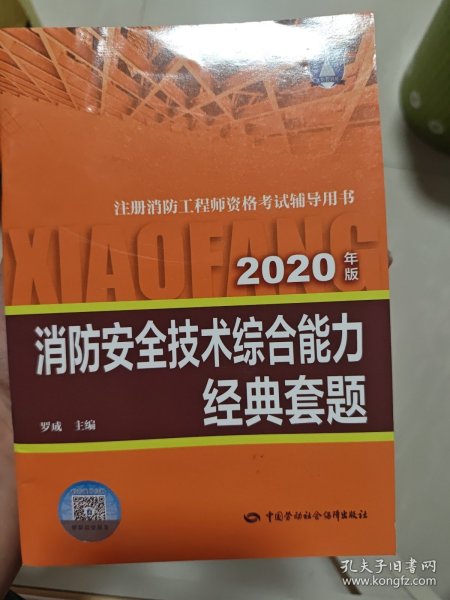 注册消防工程师资格考试辅导用书
XIAOFANG
2020年版
消防安全技术综合能力
经典套题
罗成 主编
中国劳动社会保障出版社
孔夫子旧书网
www.kongfz.com